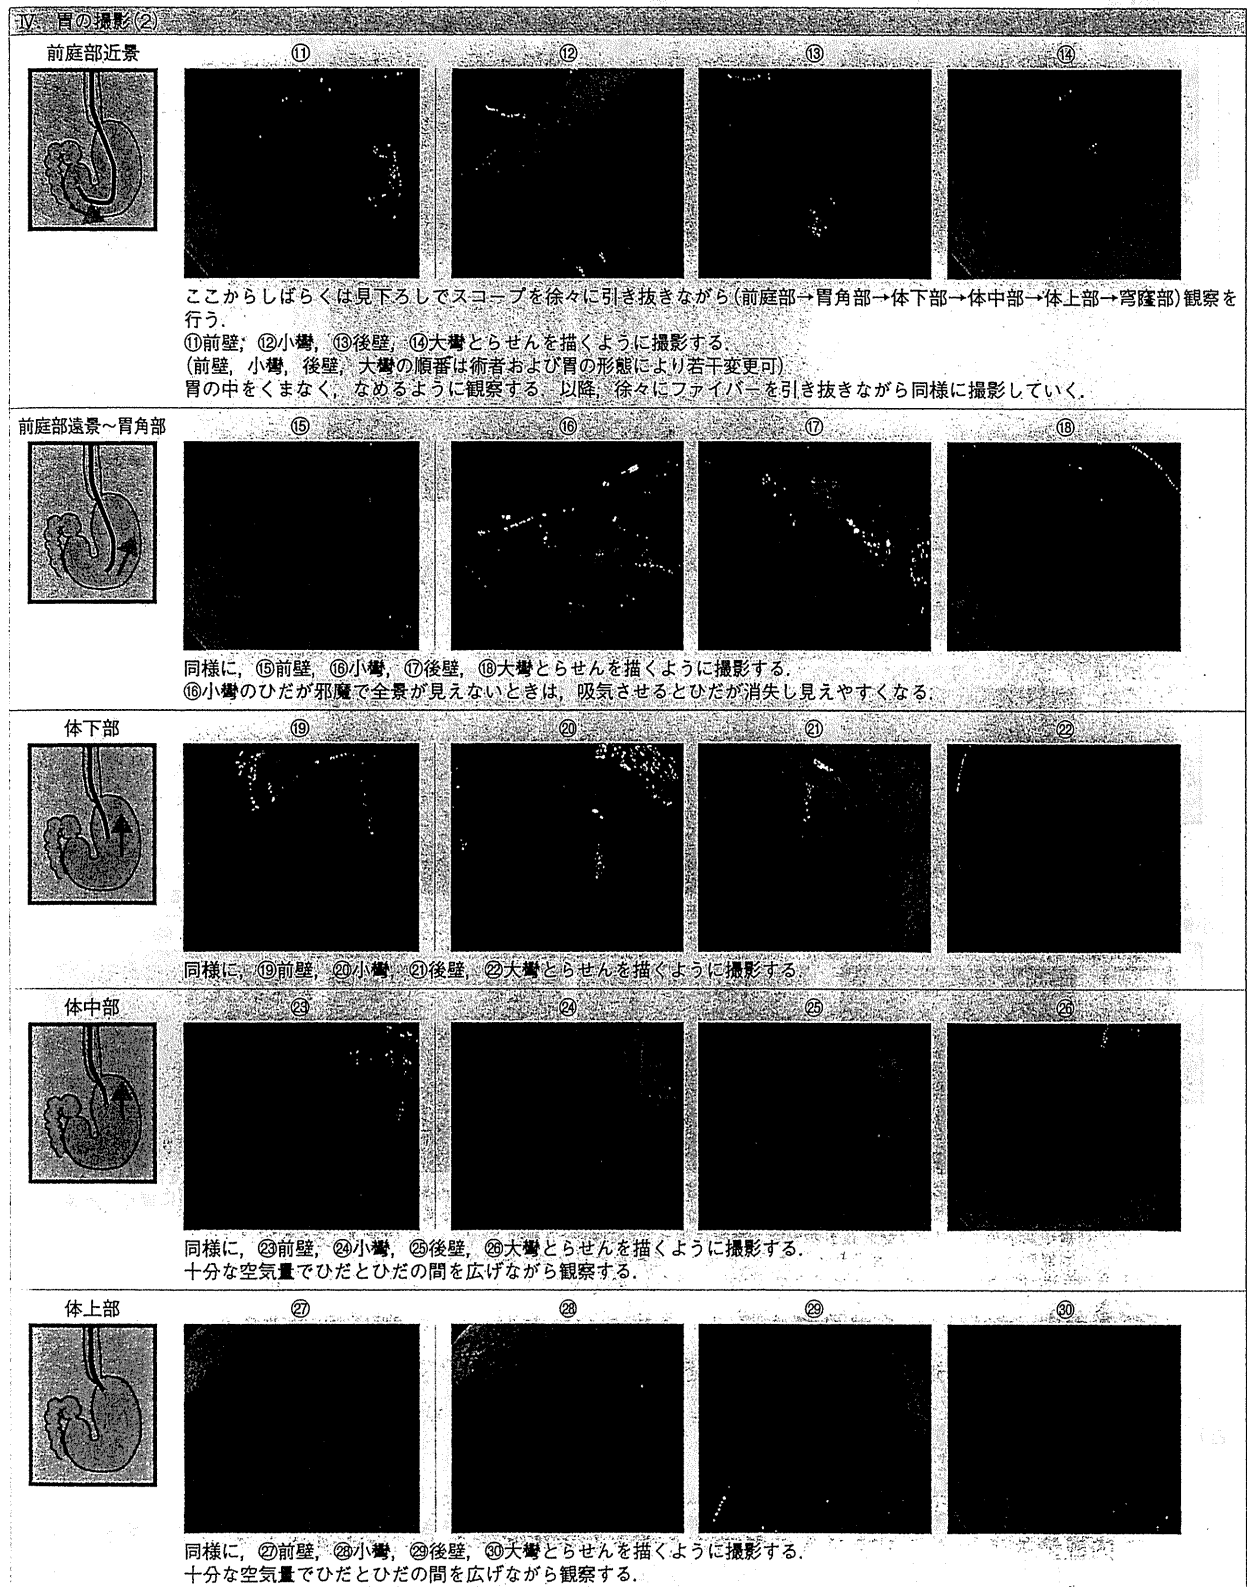 Ⅳ. 胃の撮影(2)
前庭部近景
⑪ ⑫ ⑬ ⑭
ここからしばらくは見下ろしでスコープを徐々に引き抜きながら(前庭部→胃角部→体下部→体中部→体上部→穹窿部)観察を
行う.
⑪前壁, ⑫小彎, ⑬後壁, ⑭大彎とらせんを描くように撮影する.
(前壁, 小彎, 後壁, 大彎の順番は術者および胃の形態により若干変更可)
胃の中をくまなく, なめるように観察する. 以降, 徐々にファイバーを引き抜きながら同様に撮影していく.
前庭部遠景~胃角部
⑮ ⑯ ⑰ ⑱
同様に, ⑮前壁, ⑯小彎, ⑰後壁, ⑱大彎とらせんを描くように撮影する.
⑯小彎のひだが邪魔で全景が見えないときは, 吸気させるとひだが消失し見えやすくなる.
体下部
⑲ ⑳ ㉑ ㉒
同様に, ⑲前壁, ⑳小彎, ㉑後壁, ㉒大彎とらせんを描くように撮影する.
体中部
㉓ ㉔ ㉕ ㉖
同様に, ㉓前壁, ㉔小彎, ㉕後壁, ㉖大彎とらせんを描くように撮影する.
十分な空気量でひだとひだの間を広げながら観察する.
体上部
㉗ ㉘ ㉙ ㉚
同様に, ㉗前壁, ㉘小彎, ㉙後壁, ㉚大彎とらせんを描くように撮影する.
十分な空気量でひだとひだの間を広げながら観察する.